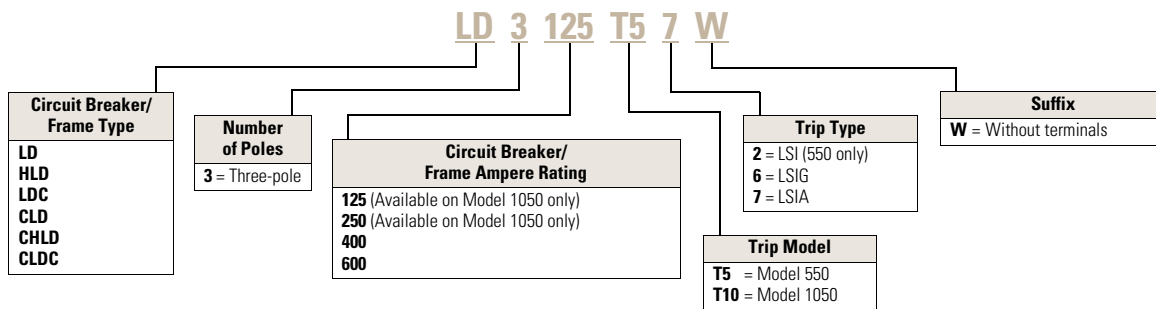 LD 3 125 T5 7 W
Circuit Breaker/
Frame Type
LD
HLD
LDC
CLD
CHLD
CLDC
Number
of Poles
3 = Three-pole
Circuit Breaker/
Frame Ampere Rating
125 (Available on Model 1050 only)
250 (Available on Model 1050 only)
400
600
Trip Model
T5 = Model 550
T10 = Model 1050
Trip Type
2 = LSI (550 only)
6 = LSIG
7 = LSIA
Suffix
W = Without terminals